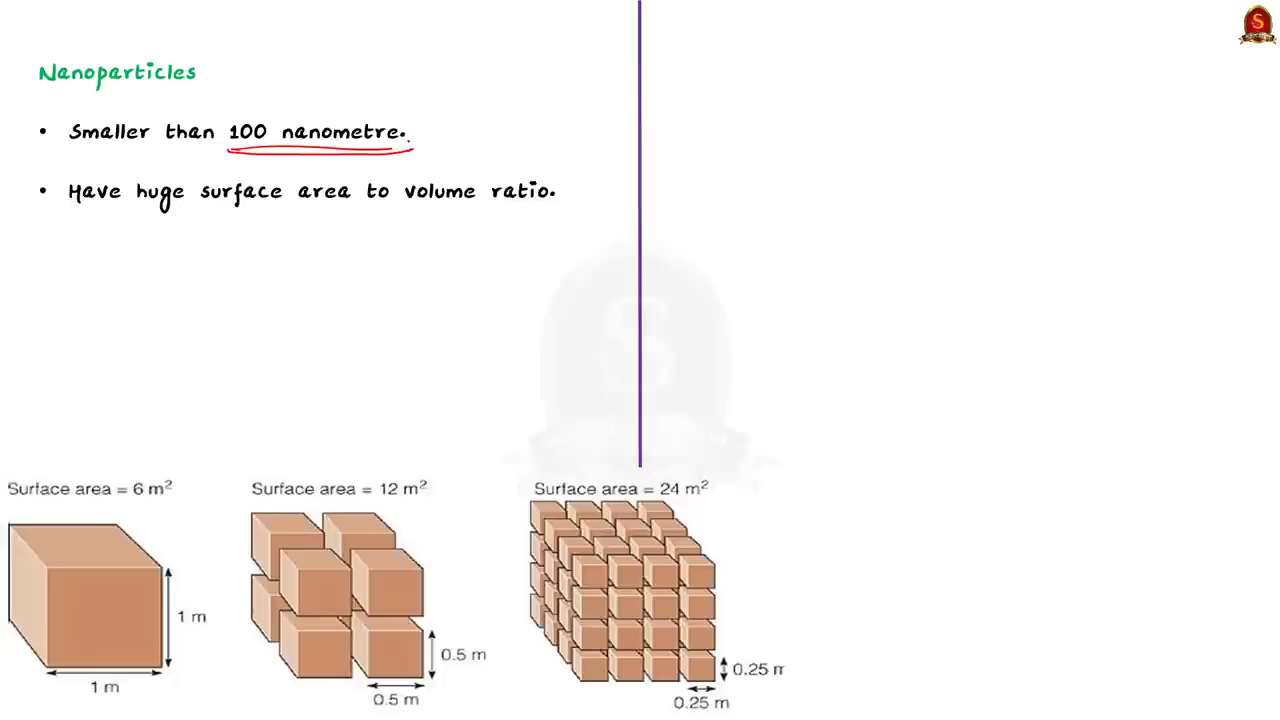 Nanoparticles
• Smaller than 100 nanometre.
• Have huge surface area to volume ratio.
Surface area = 6 m²
Surface area = 12 m²
Surface area = 24 m²
1 m
1 m
0.5 m
0.5 m
0.25 m
0.25 m
S